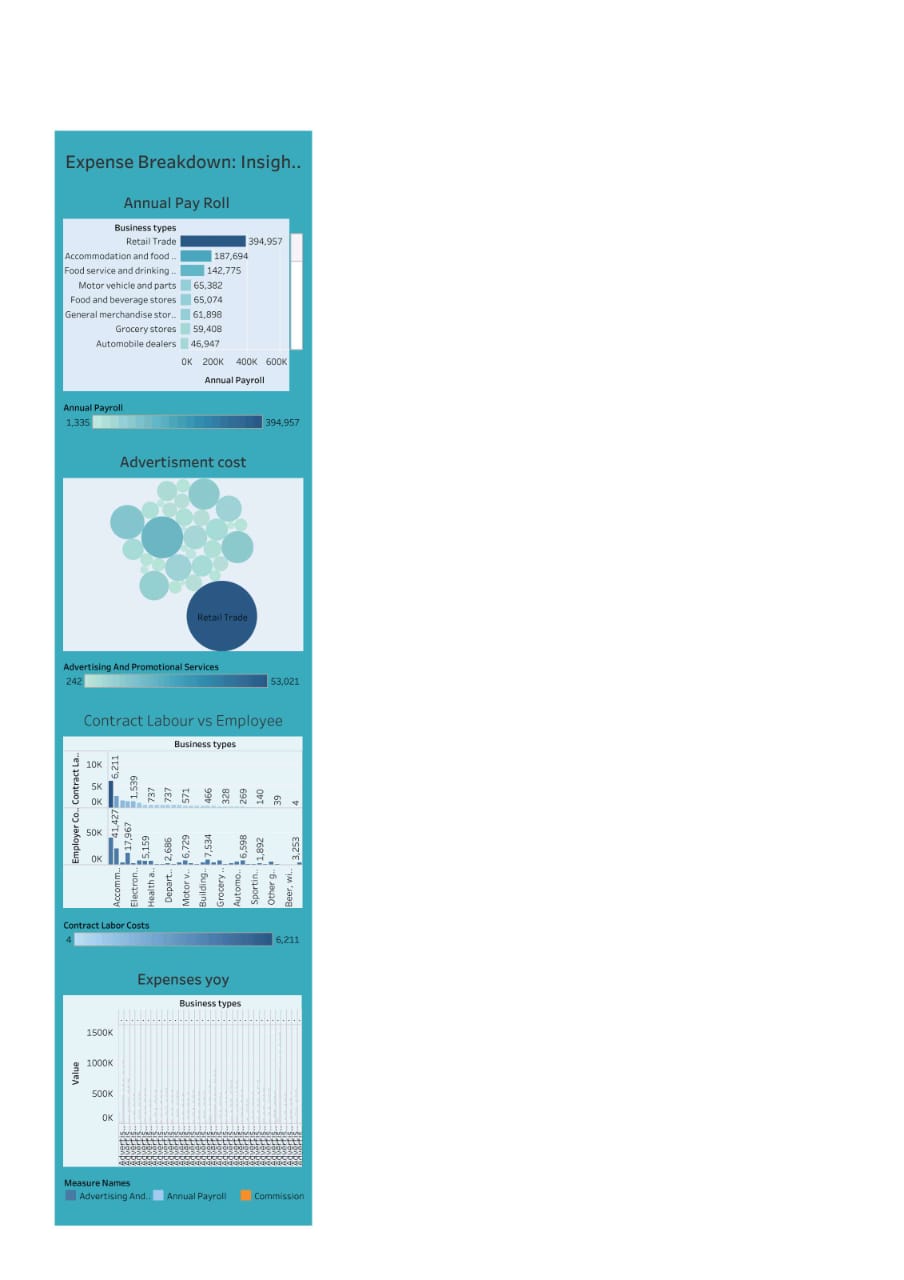 Expense Breakdown: Insigh..
Annual Pay Roll
Business types
Retail Trade 394,957
Accommodation and food .. 187,694
Food service and drinking .. 142,775
Motor vehicle and parts 65,382
Food and beverage stores 65,074
General merchandise stor.. 61,898
Grocery stores 59,408
Automobile dealers 46,947
0K 200K 400K 600K
Annual Payroll
Annual Payroll
1,335 394,957
Advertisment cost
Retail Trade
Advertising And Promotional Services
242 53,021
Contract Labour vs Employee
Business types
Contract La..
10K
5K
0K
6,211 1,539 737 737 571 466 328 269 140 39 4
Employer Co..
50K
0K
41,427 17,967 5,159 2,686 6,729 7,534 6,598 1,892 3,253
Accomm.. Electron.. Health a.. Depart.. Motor v.. Building.. Grocery .. Automo.. Sportin.. Other g.. Beer, wi..
Contract Labor Costs
4 6,211
Expenses yoy
Business types
Value
1500K
1000K
500K
0K
Measure Names
Advertising And.. Annual Payroll Commission